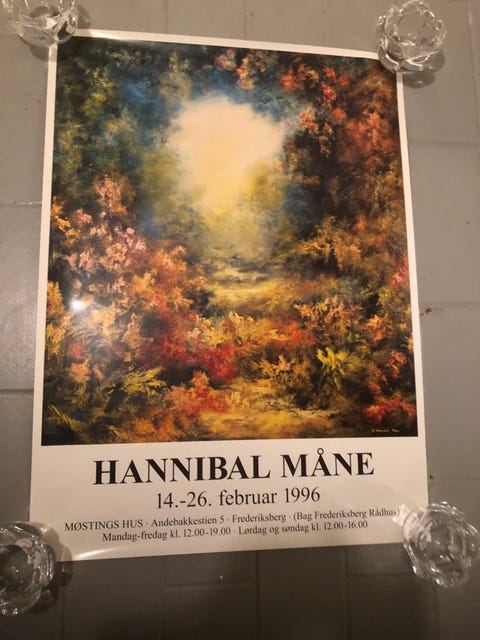 HANNIBAL MÅNE
14.-26. februar 1996
MØSTINGS HUS · Andebakkestien 5 · Frederiksberg · (Bag Frederiksberg Rådhus)
Mandag-fredag kl. 12.00-19.00 · Lørdag og søndag kl. 12.00-16.00